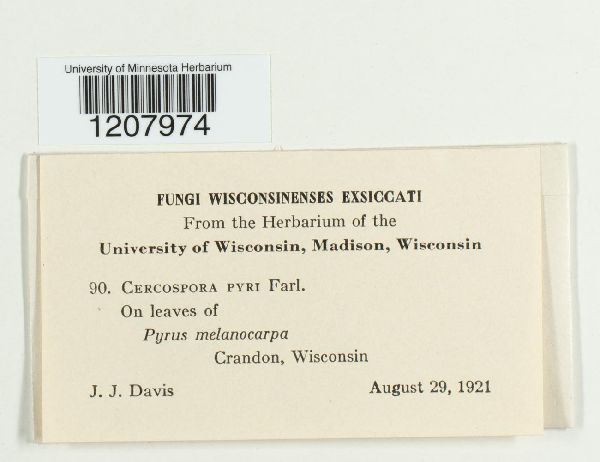 University of Minnesota Herbarium
1207974
FUNGI WISCONSINENSES EXSICCATI
From the Herbarium of the
University of Wisconsin, Madison, Wisconsin
90. CERCOSPORA PYRI Farl.
On leaves of
Pyrus melanocarpa
Crandon, Wisconsin
J. J. Davis August 29, 1921